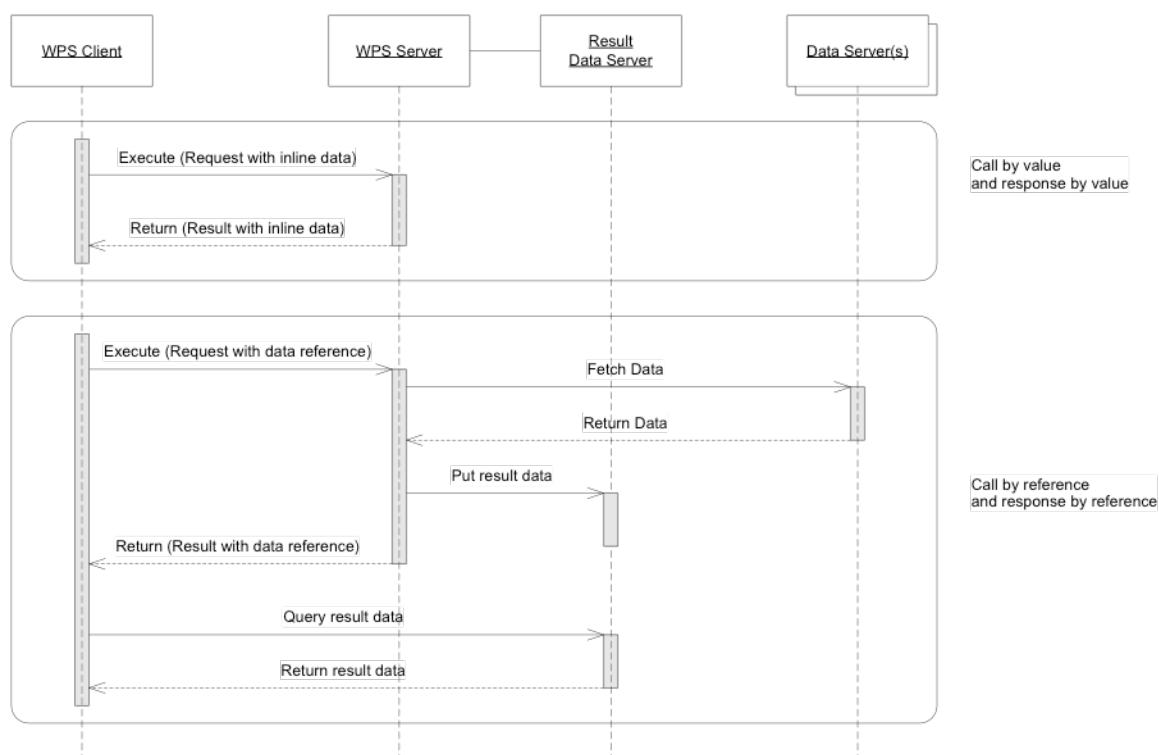 WPS Client
WPS Server
Result
Data Server
Data Server(s)
Execute (Request with inline data)
Return (Result with inline data)
Call by value
and response by value
Execute (Request with data reference)
Fetch Data
Return Data
Put result data
Call by reference
and response by reference
Return (Result with data reference)
Query result data
Return result data